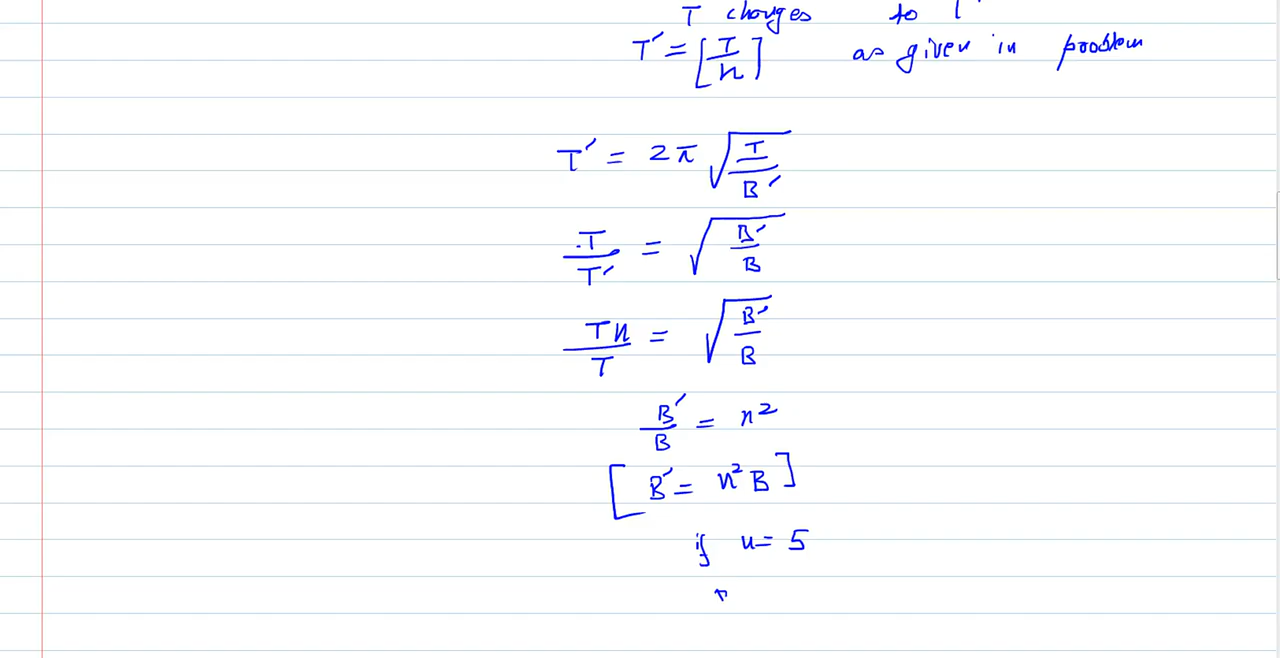 T changes to T'
T' = [T/n] as given in problem
T' = 2π √(I/B')
T/T' = √(B'/B)
Tn/T = √(B'/B)
B'/B = n²
[B' = n²B]
if n = 5